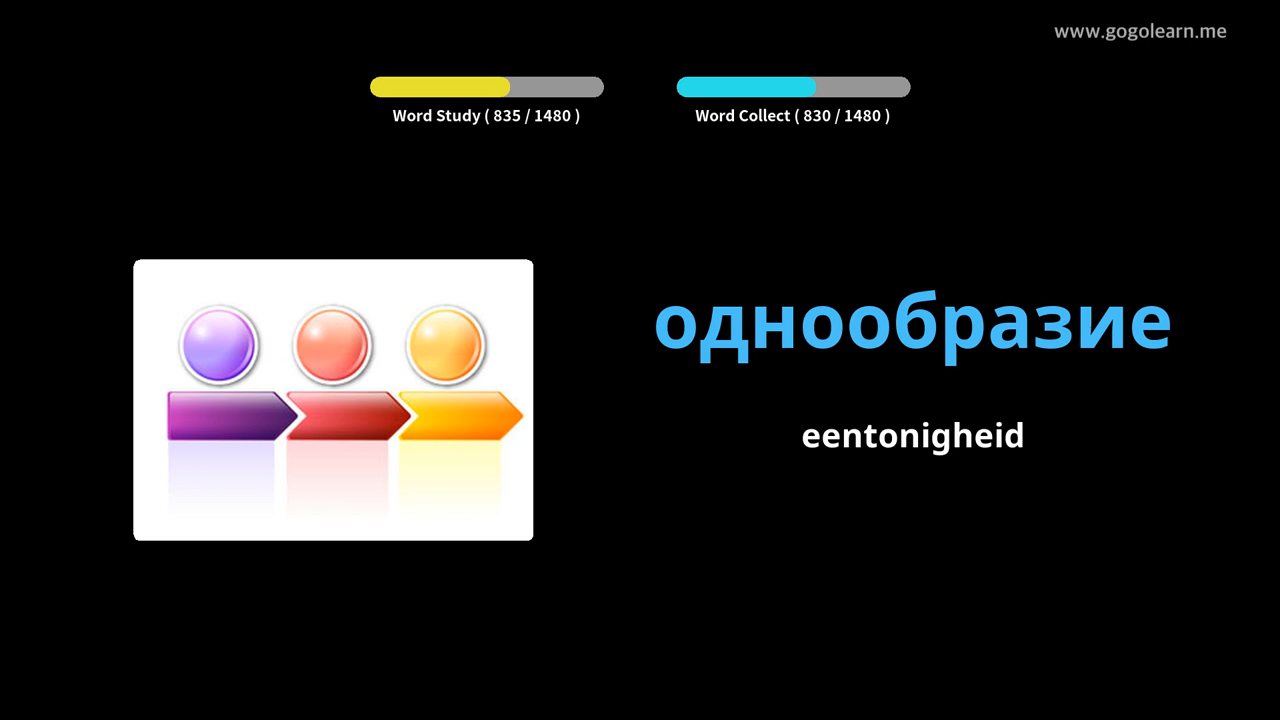 www.gogolearn.me
Word Study ( 835 / 1480 )
Word Collect ( 830 / 1480 )
однообразие
eentonigheid